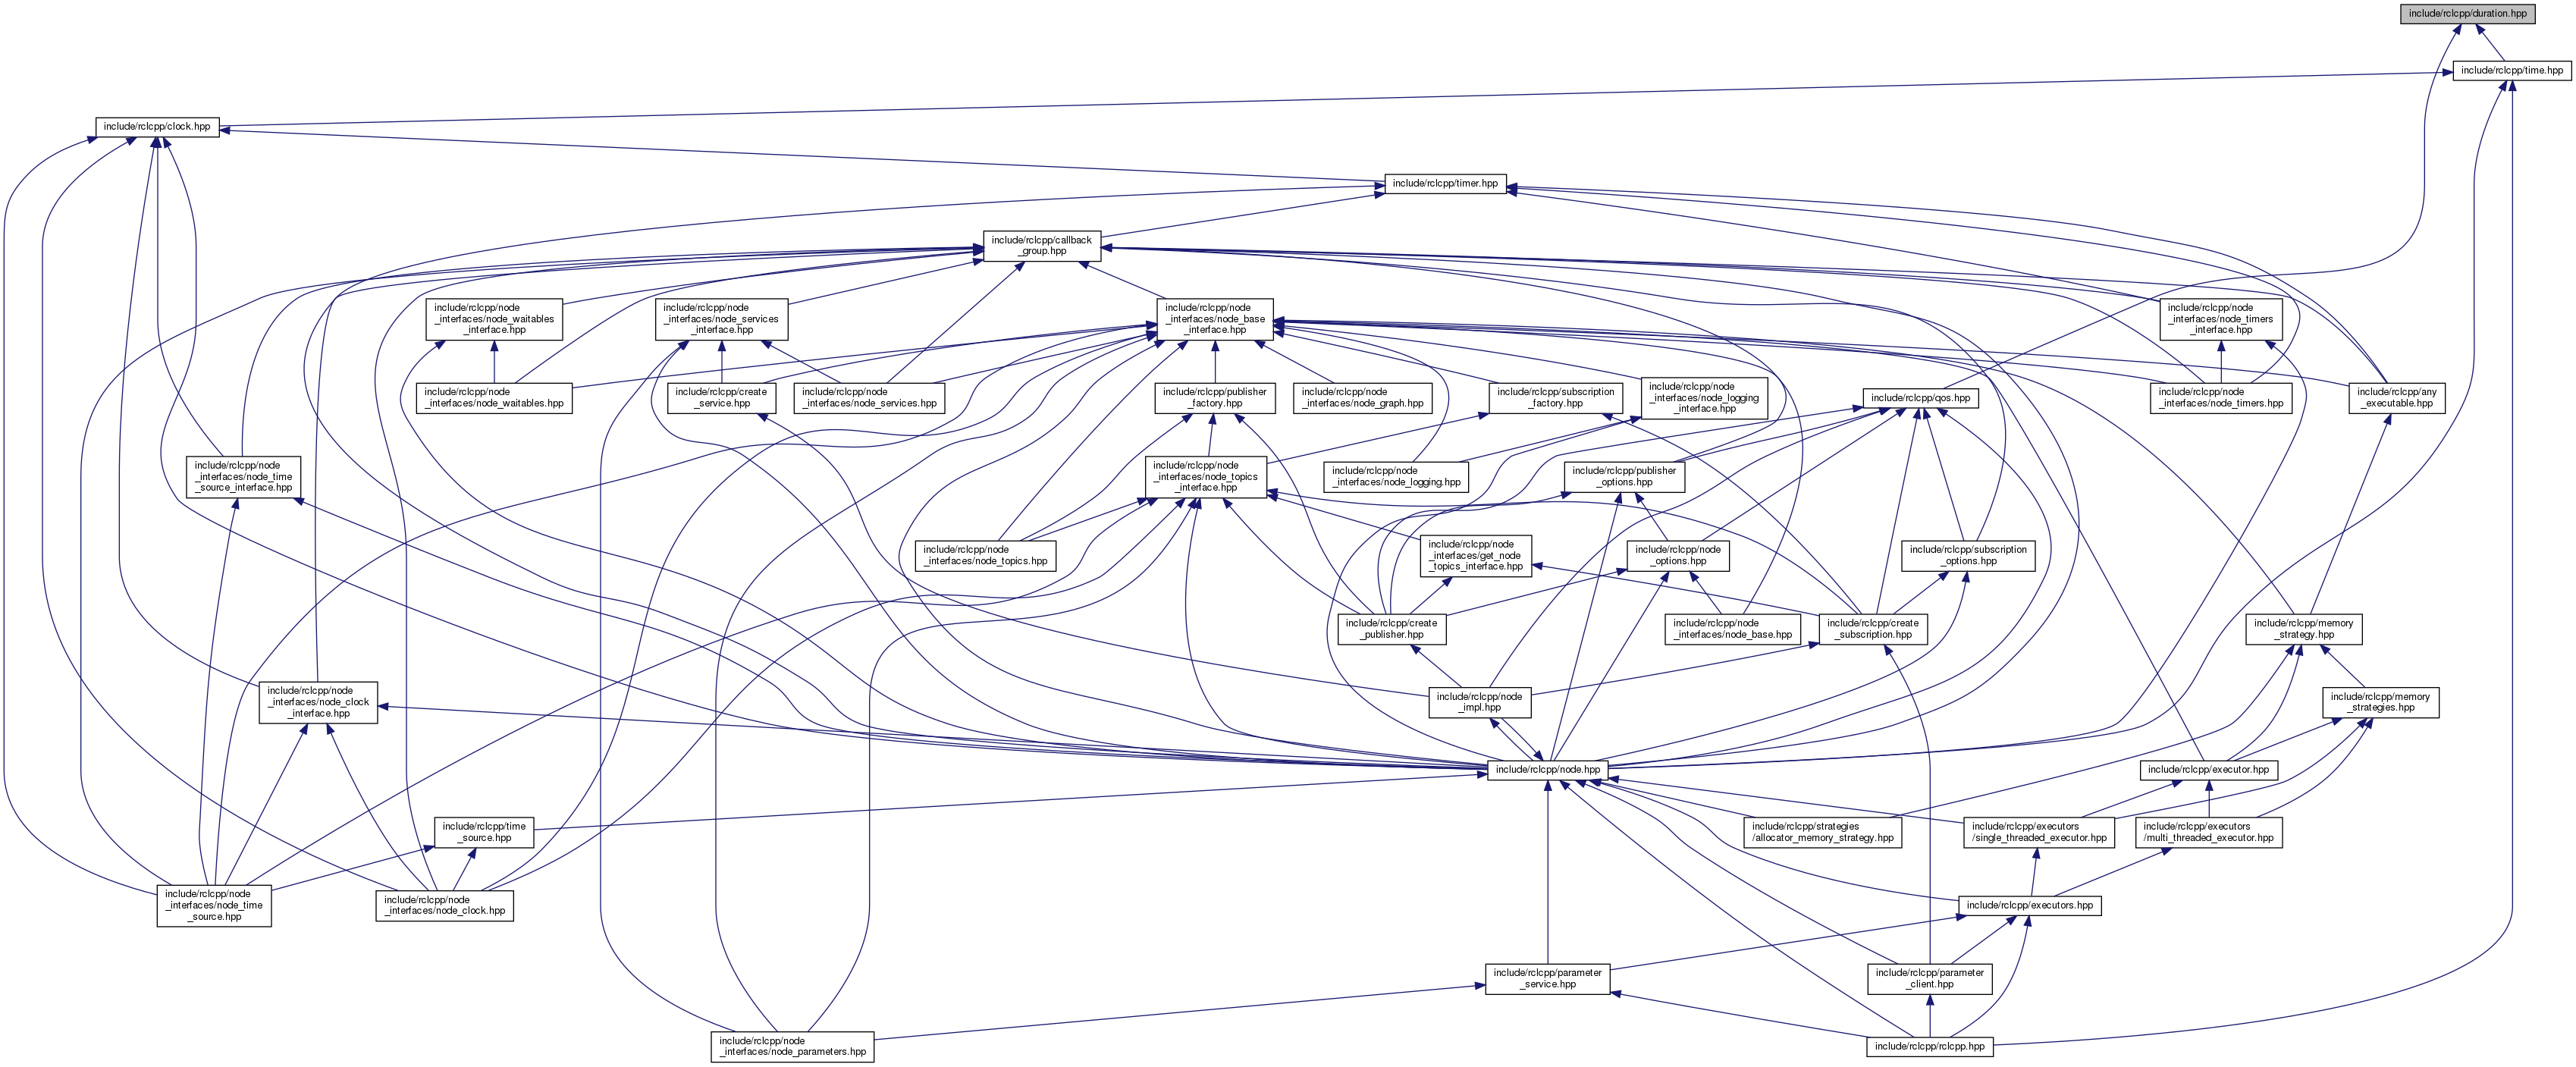 include/rclcpp/duration.hpp
include/rclcpp/time.hpp
include/rclcpp/clock.hpp
include/rclcpp/timer.hpp
include/rclcpp/callback
_group.hpp
include/rclcpp/node
_interfaces/node_waitables
_interface.hpp
include/rclcpp/node
_interfaces/node_services
_interface.hpp
include/rclcpp/node
_interfaces/node_base
_interface.hpp
include/rclcpp/node
_interfaces/node_timers
_interface.hpp
include/rclcpp/node
_interfaces/node_waitables.hpp
include/rclcpp/create
_service.hpp
include/rclcpp/node
_interfaces/node_services.hpp
include/rclcpp/publisher
_factory.hpp
include/rclcpp/node
_interfaces/node_graph.hpp
include/rclcpp/subscription
_factory.hpp
include/rclcpp/node
_interfaces/node_logging
_interface.hpp
include/rclcpp/qos.hpp
include/rclcpp/node
_interfaces/node_timers.hpp
include/rclcpp/any
_executable.hpp
include/rclcpp/node
_interfaces/node_time
_source_interface.hpp
include/rclcpp/node
_interfaces/node_topics
_interface.hpp
include/rclcpp/node
_interfaces/node_logging.hpp
include/rclcpp/publisher
_options.hpp
include/rclcpp/node
_interfaces/node_topics.hpp
include/rclcpp/node
_interfaces/get_node
_topics_interface.hpp
include/rclcpp/node
_options.hpp
include/rclcpp/subscription
_options.hpp
include/rclcpp/create
_publisher.hpp
include/rclcpp/node
_interfaces/node_base.hpp
include/rclcpp/create
_subscription.hpp
include/rclcpp/memory
_strategy.hpp
include/rclcpp/node
_interfaces/node_clock
_interface.hpp
include/rclcpp/node
_impl.hpp
include/rclcpp/memory
_strategies.hpp
include/rclcpp/node.hpp
include/rclcpp/executor.hpp
include/rclcpp/time
_source.hpp
include/rclcpp/strategies
/allocator_memory_strategy.hpp
include/rclcpp/executors
/single_threaded_executor.hpp
include/rclcpp/executors
/multi_threaded_executor.hpp
include/rclcpp/node
_interfaces/node_time
_source.hpp
include/rclcpp/node
_interfaces/node_clock.hpp
include/rclcpp/executors.hpp
include/rclcpp/parameter
_service.hpp
include/rclcpp/parameter
_client.hpp
include/rclcpp/node
_interfaces/node_parameters.hpp
include/rclcpp/rclcpp.hpp